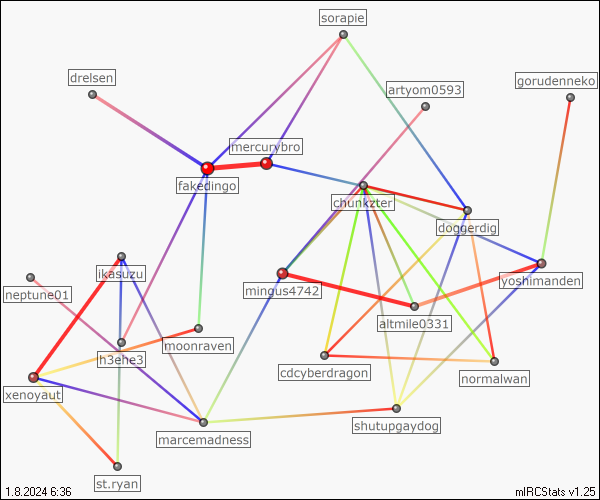 sorapie
drelsen
gorudenneko
artyom0593
mercurybro
fakedingo
chunkzter
doggerdig
ikasuzu
yoshimanden
neptune01
mingus4742
altmile0331
moonraven
h3ehe3
cdcyberdragon
normalwan
xenoyaut
shutupgaydog
marcemadness
st.ryan
1.8.2024 6:36
mIRCStats v1.25